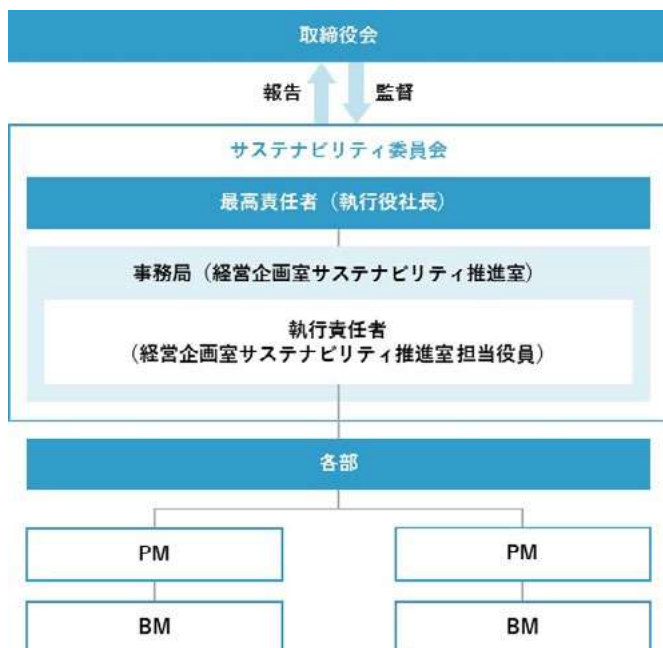 取締役会
報告 監督
サステナビリティ委員会
最高責任者（執行役社長）
事務局（経営企画室サステナビリティ推進室）
執行責任者
（経営企画室サステナビリティ推進室担当役員）
各部
PM PM
BM BM